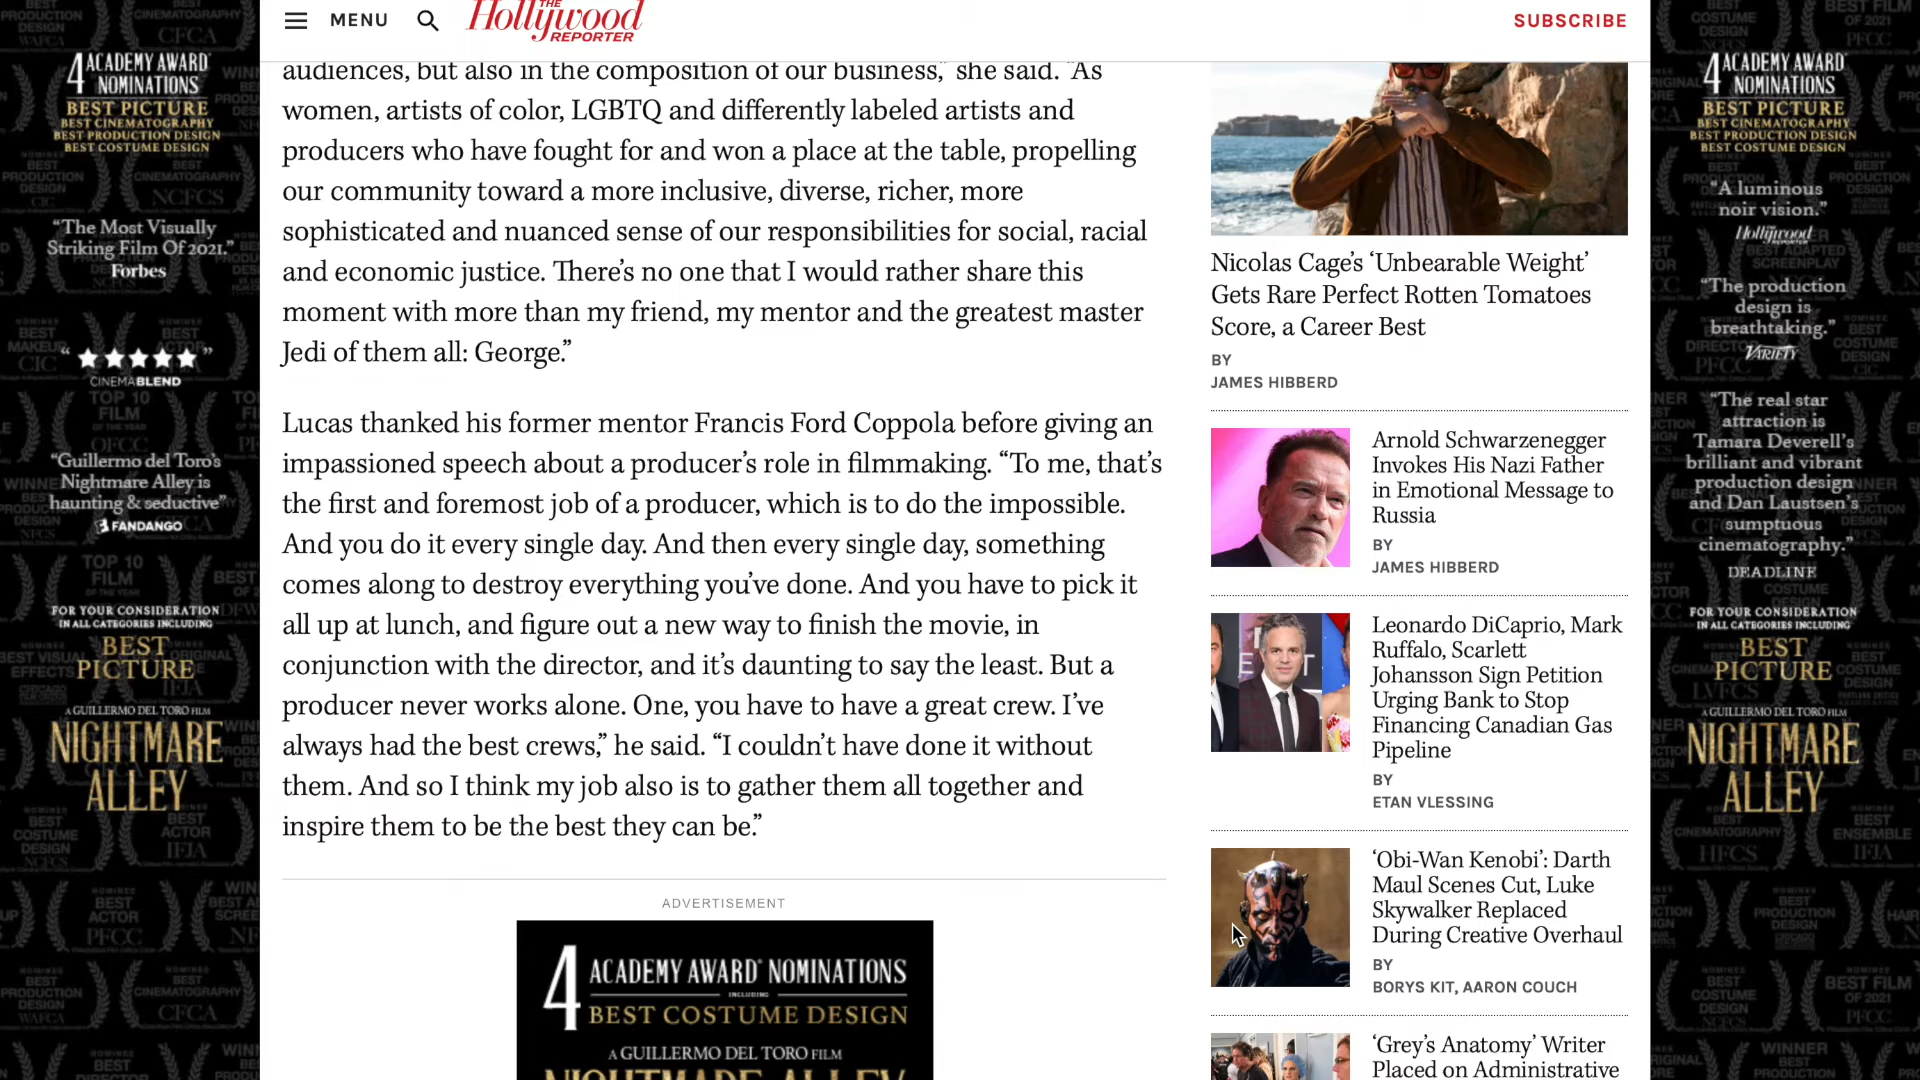 MENU
THE
Hollywood
REPORTER
SUBSCRIBE
audiences, but also in the composition of our business,” she said. “As
women, artists of color, LGBTQ and differently labeled artists and
producers who have fought for and won a place at the table, propelling
our community toward a more inclusive, diverse, richer, more
sophisticated and nuanced sense of our responsibilities for social, racial
and economic justice. There’s no one that I would rather share this
moment with more than my friend, my mentor and the greatest master
Jedi of them all: George.”
Lucas thanked his former mentor Francis Ford Coppola before giving an
impassioned speech about a producer’s role in filmmaking. “To me, that’s
the first and foremost job of a producer, which is to do the impossible.
And you do it every single day. And then every single day, something
comes along to destroy everything you’ve done. And you have to pick it
all up at lunch, and figure out a new way to finish the movie, in
conjunction with the director, and it’s daunting to say the least. But a
producer never works alone. One, you have to have a great crew. I’ve
always had the best crews,” he said. “I couldn’t have done it without
them. And so I think my job also is to gather them all together and
inspire them to be the best they can be.”
ADVERTISEMENT
4 ACADEMY AWARD® NOMINATIONS
INCLUDING
BEST COSTUME DESIGN
A GUILLERMO DEL TORO FILM
NIGHTMARE ALLEY
Nicolas Cage’s ‘Unbearable Weight’
Gets Rare Perfect Rotten Tomatoes
Score, a Career Best
BY
JAMES HIBBERD
Arnold Schwarzenegger
Invokes His Nazi Father
in Emotional Message to
Russia
BY
JAMES HIBBERD
Leonardo DiCaprio, Mark
Ruffalo, Scarlett
Johansson Sign Petition
Urging Bank to Stop
Financing Canadian Gas
Pipeline
BY
ETAN VLESSING
‘Obi-Wan Kenobi’: Darth
Maul Scenes Cut, Luke
Skywalker Replaced
During Creative Overhaul
BY
BORYS KIT, AARON COUCH
‘Grey’s Anatomy’ Writer
Placed on Administrative
4 ACADEMY AWARD®
NOMINATIONS
BEST PICTURE
BEST CINEMATOGRAPHY
BEST PRODUCTION DESIGN
BEST COSTUME DESIGN
“The Most Visually
Striking Film Of 2021.”
Forbes
“★★★★★”
CINEMABLEND
“Guillermo del Toro’s
Nightmare Alley is
haunting & seductive”
FANDANGO
FOR YOUR CONSIDERATION
IN ALL CATEGORIES INCLUDING
BEST
PICTURE
A GUILLERMO DEL TORO FILM
NIGHTMARE
ALLEY
4 ACADEMY AWARD®
NOMINATIONS
BEST PICTURE
BEST CINEMATOGRAPHY
BEST PRODUCTION DESIGN
BEST COSTUME DESIGN
“A luminous
noir vision.”
Hollywood
REPORTER
“The production
design is
breathtaking.”
VARIETY
“The real star
attraction is
Tamara Deverell’s
brilliant and vibrant
production design
and Dan Laustsen’s
sumptuous
cinematography.”
DEADLINE
FOR YOUR CONSIDERATION
IN ALL CATEGORIES INCLUDING
BEST
PICTURE
A GUILLERMO DEL TORO FILM
NIGHTMARE
ALLEY